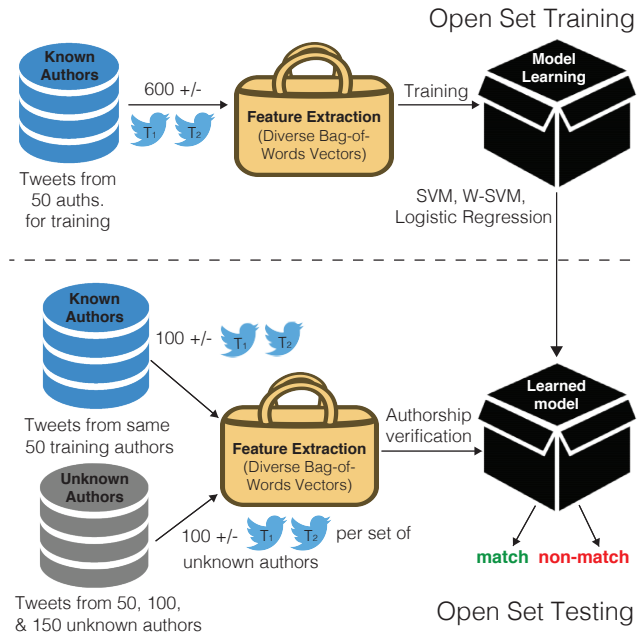 Open Set Training
Known
Authors
600 +/-
T1 T2
Tweets from
50 auths.
for training
Feature Extraction
(Diverse Bag-of-
Words Vectors)
Training
Model
Learning
SVM, W-SVM,
Logistic Regression
Known
Authors
100 +/- T1 T2
Tweets from same
50 training authors
Unknown
Authors
Tweets from 50, 100,
& 150 unknown authors
100 +/- T1 T2 per set of
unknown authors
Feature Extraction
(Diverse Bag-of-
Words Vectors)
Authorship
verification
Learned
model
match non-match
Open Set Testing